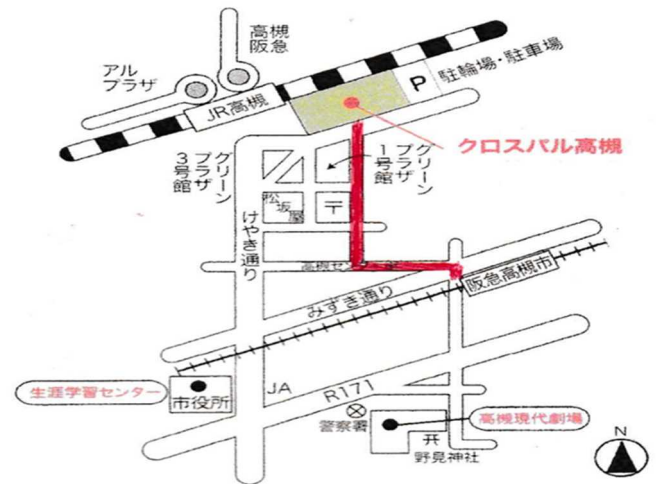 高槻
阪急
アル
プラザ
JR高槻
P
駐輪場・駐車場
クロスパル高槻
グリーン
プラザ
3号館
グリーン
プラザ
1号館
松坂屋
〒
けやき通り
高槻セン
みずき通り
阪急高槻市
生涯学習センター
市役所
JA
R171
警察署
高槻現代劇場
野見神社
N